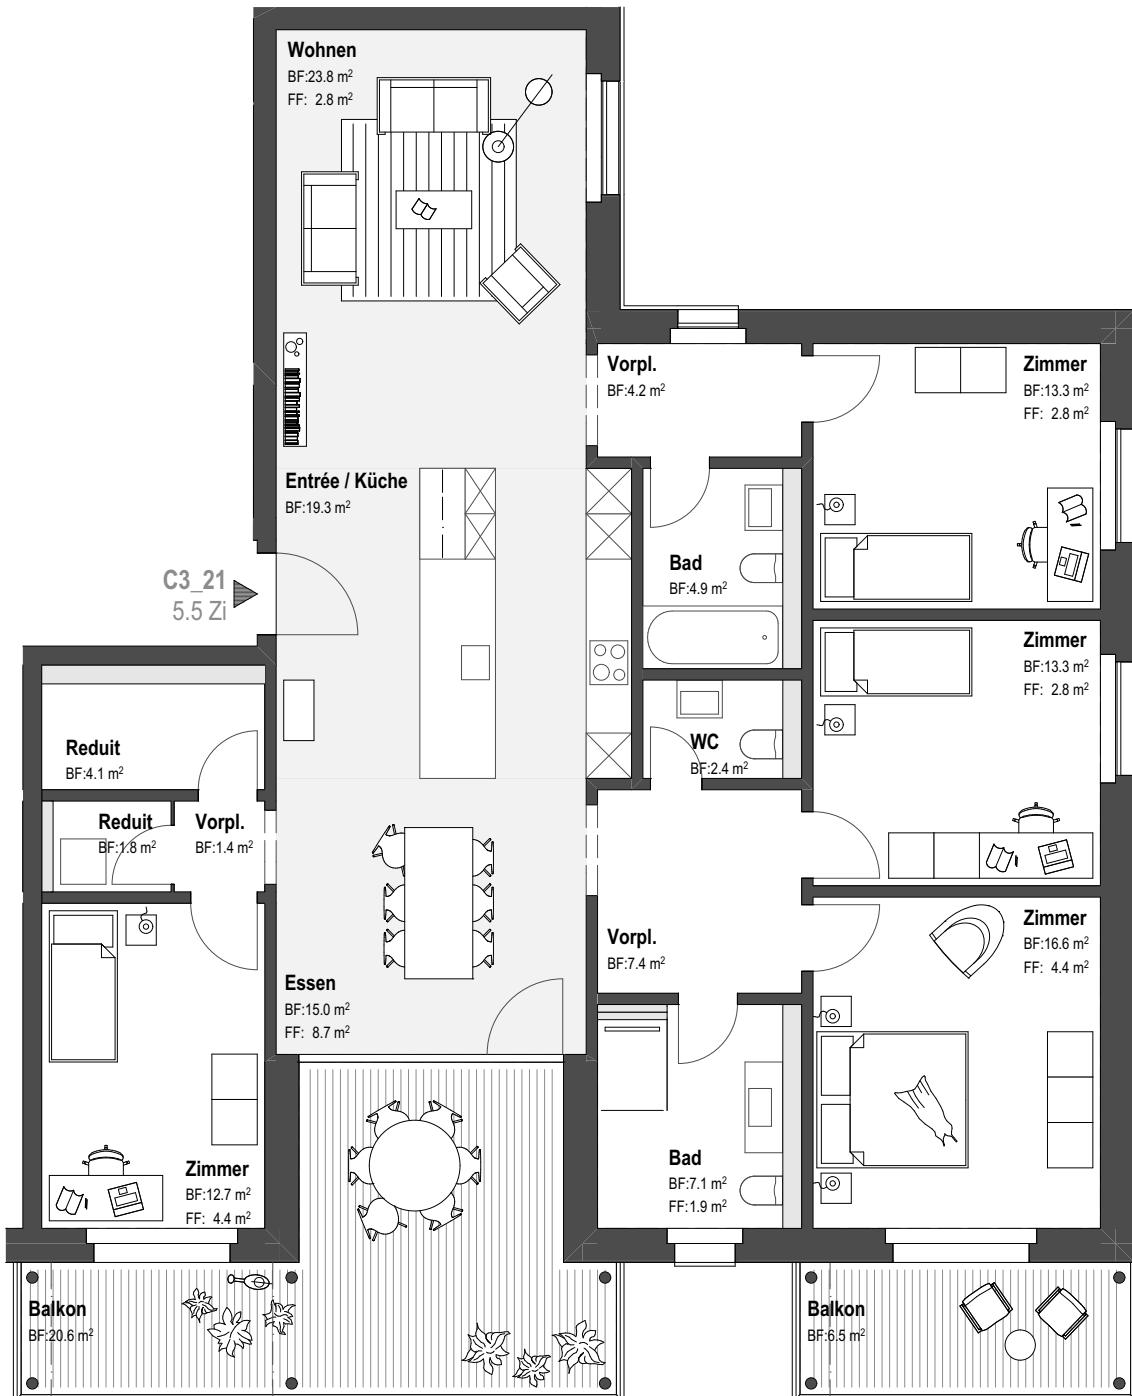 Wohnen
BF:23.8 m²
FF: 2.8 m²
Vorpl.
BF:4.2 m²
Zimmer
BF:13.3 m²
FF: 2.8 m²
Entrée / Küche
BF:19.3 m²
C3_21
5.5 Zi
Bad
BF:4.9 m²
Zimmer
BF:13.3 m²
FF: 2.8 m²
Reduit
BF:4.1 m²
WC
BF:2.4 m²
Reduit
BF:1.8 m²
Vorpl.
BF:1.4 m²
Vorpl.
BF:7.4 m²
Zimmer
BF:16.6 m²
FF: 4.4 m²
Essen
BF:15.0 m²
FF: 8.7 m²
Zimmer
BF:12.7 m²
FF: 4.4 m²
Bad
BF:7.1 m²
FF:1.9 m²
Balkon
BF:20.6 m²
Balkon
BF:6.5 m²